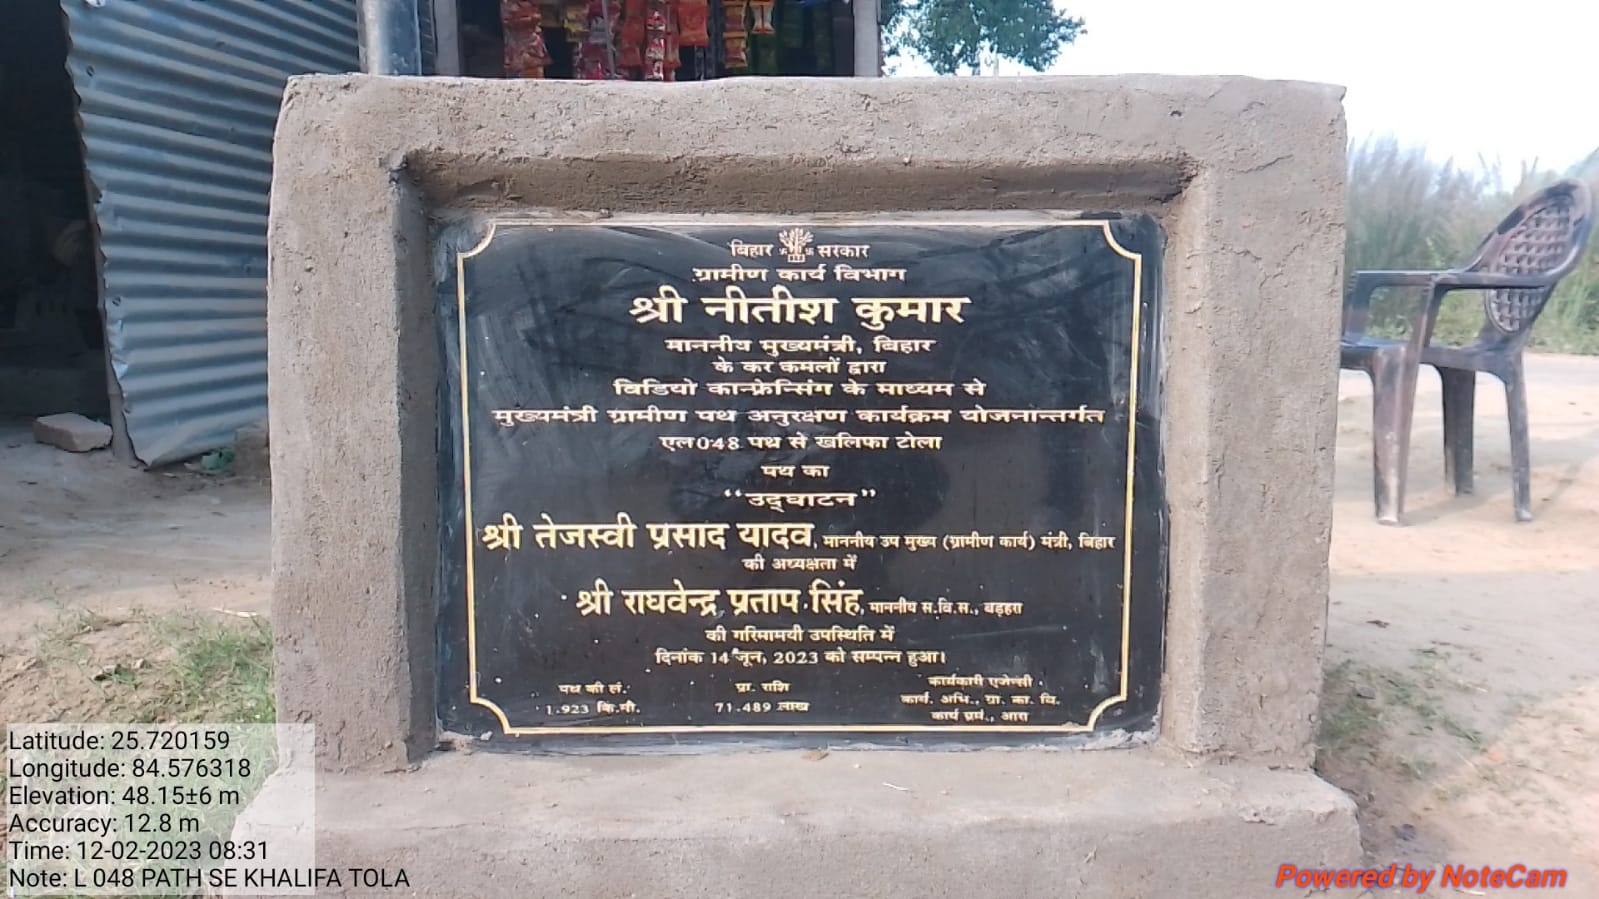 बिहार सरकार
ग्रामीण कार्य विभाग
श्री नीतीश कुमार
माननीय मुख्यमंत्री, बिहार
के कर कमलों द्वारा
विडियो कान्फ्रेन्सिंग के माध्यम से
मुख्यमंत्री ग्रामीण पथ अनुरक्षण कार्यक्रम योजनान्तर्गत
एल048 पथ से खलिफा टोला
पथ का
“उद्घाटन”
श्री तेजस्वी प्रसाद यादव, माननीय उप मुख्य (ग्रामीण कार्य) मंत्री, बिहार
की अध्यक्षता में
श्री राघवेन्द्र प्रताप सिंह, माननीय स.वि.स., बड़हरा
की गरिमामयी उपस्थिति में
दिनांक 14 जून, 2023 को सम्पन्न हुआ।
पथ की लं.
1.923 कि.मी.
प्रा. राशि
71.489 लाख
कार्यकारी एजेन्सी
कार्य. अभि., ग्रा. का. वि.
कार्य प्रमं., आरा
Latitude: 25.720159
Longitude: 84.576318
Elevation: 48.15±6 m
Accuracy: 12.8 m
Time: 12-02-2023 08:31
Note: L 048 PATH SE KHALIFA TOLA
Powered by NoteCam